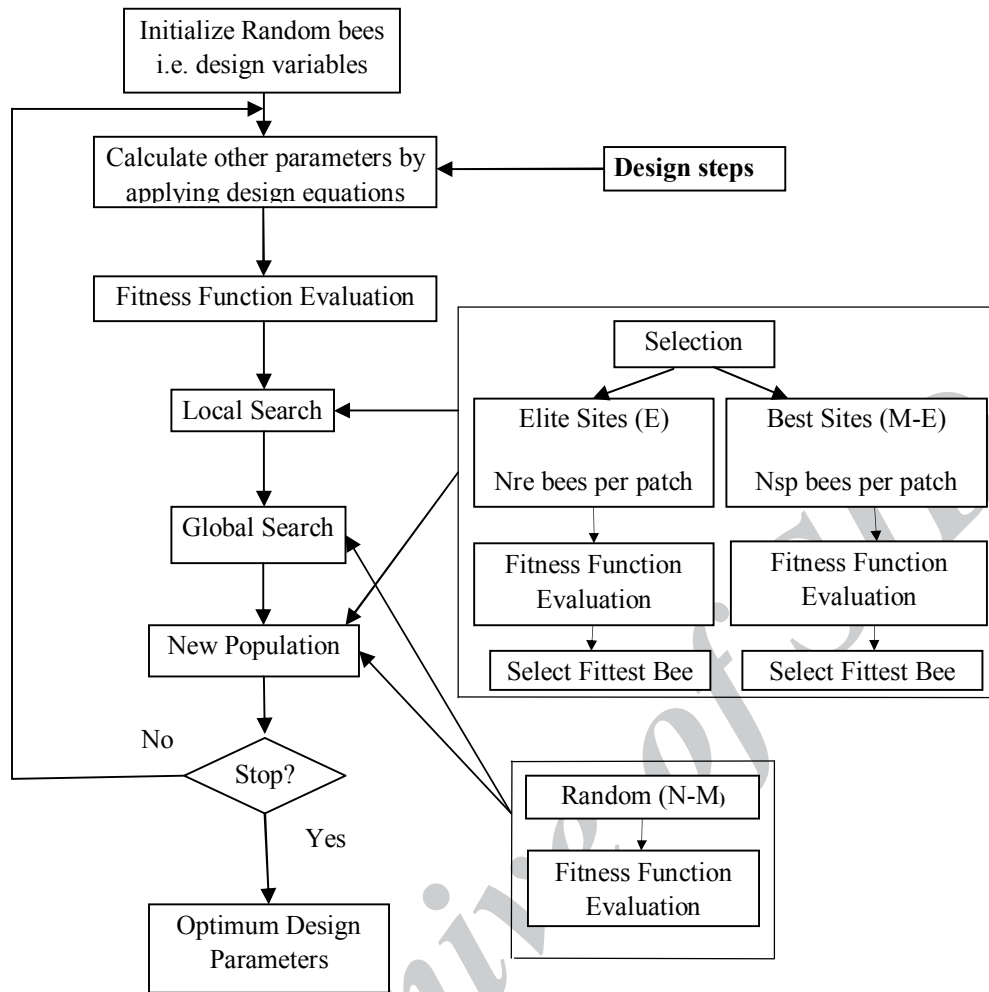 Initialize Random bees
i.e. design variables
Calculate other parameters by
applying design equations
Design steps
Fitness Function Evaluation
Selection
Local Search
Elite Sites (E)
Nre bees per patch
Best Sites (M-E)
Nsp bees per patch
Global Search
Fitness Function
Evaluation
Fitness Function
Evaluation
New Population
Select Fittest Bee
Select Fittest Bee
No
Stop?
Random (N-M)
Yes
Fitness Function
Evaluation
Optimum Design
Parameters